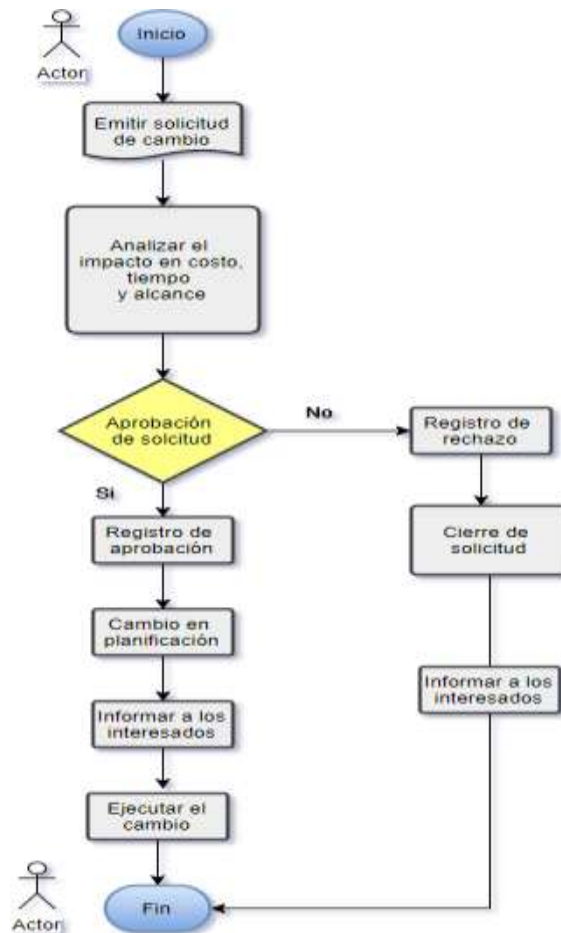 Inicio
Actor
Emitir solicitud
de cambio
Analizar el
impacto en costo,
tiempo
y alcance
Aprobación
de solcitud
No
Registro de
rechazo
Si
Registro de
aprobación
Cierre de
solicitud
Cambio en
planificación
Informar a los
interesados
Informar a los
interesados
Ejecutar el
cambio
Fin
Actor